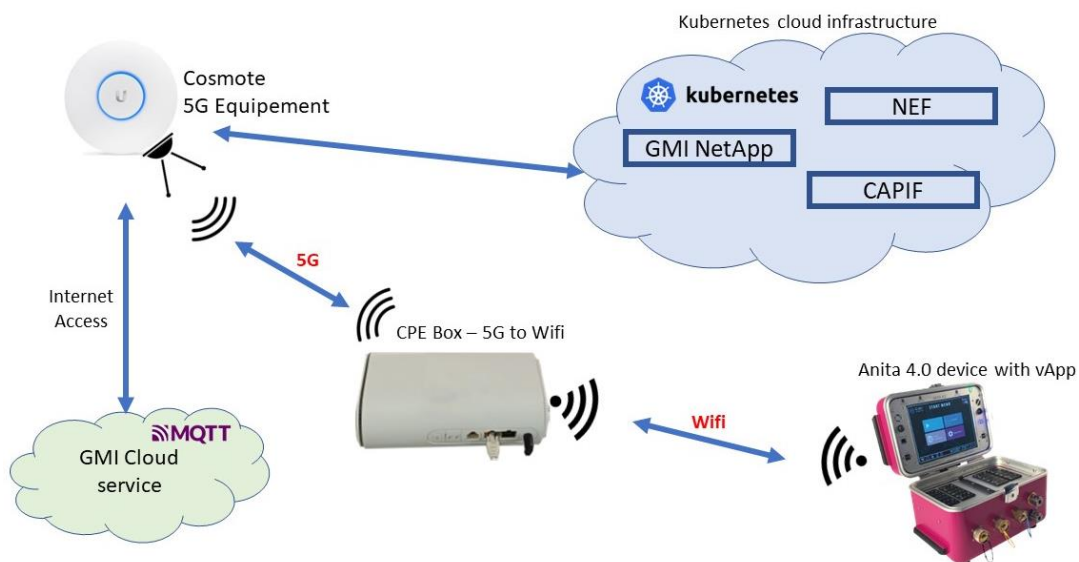 Kubernetes cloud infrastructure
Cosmote
5G Equipement
kubernetes
NEF
GMI NetApp
CAPIF
5G
Internet
Access
CPE Box – 5G to Wifi
Anita 4.0 device with vApp
Wifi
MQTT
GMI Cloud
service